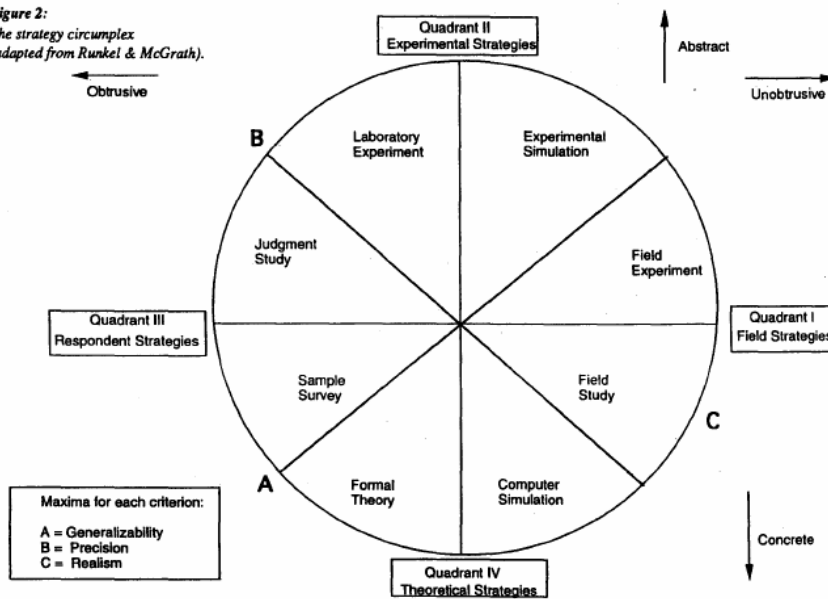 igure 2:
he strategy circumplex
dapted from Runkel & McGrath).
Quadrant II
Experimental Strategies
Abstract
Obtrusive
Unobtrusive
B
Laboratory
Experiment
Experimental
Simulation
Judgment
Study
Field
Experiment
Quadrant III
Respondent Strategies
Quadrant I
Field Strategies
Sample
Survey
Field
Study
C
A
Formal
Theory
Computer
Simulation
Maxima for each criterion:
A = Generalizability
B = Precision
C = Realism
Concrete
Quadrant IV
Theoretical Strategies